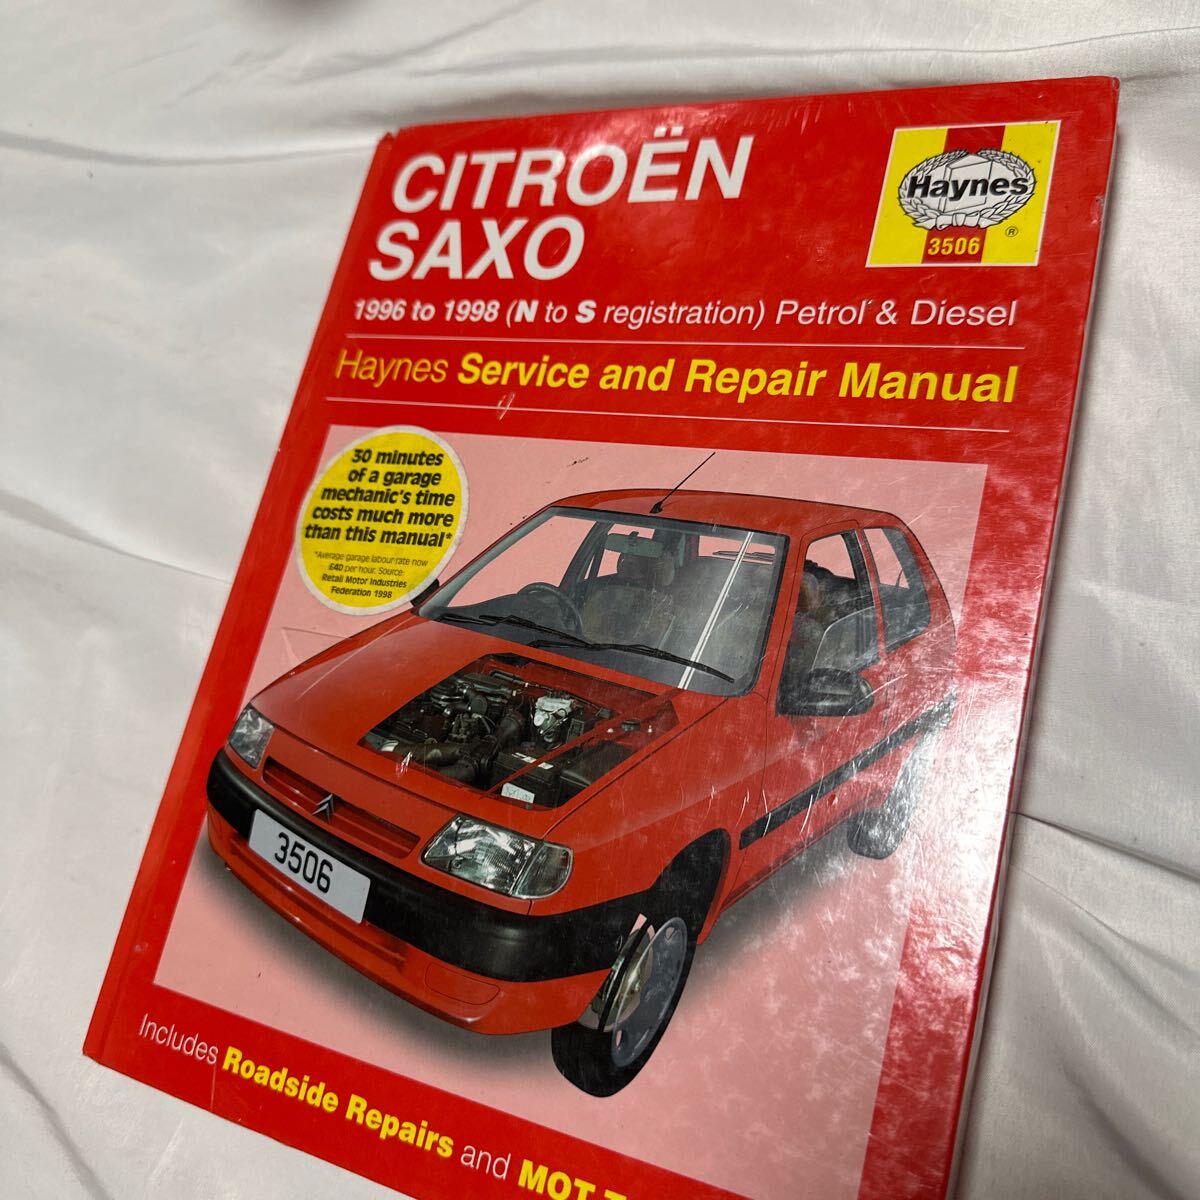 CITROËN
SAXO
1996 to 1998 (N to S registration) Petrol & Diesel
Haynes Service and Repair Manual
Haynes
3506
®
30 minutes
of a garage
mechanic's time
costs much more
than this manual*
*Average garage labour rate now
£40 per hour. Source:
Retail Motor Industries
Federation 1998
3506
Includes Roadside Repairs and MOT